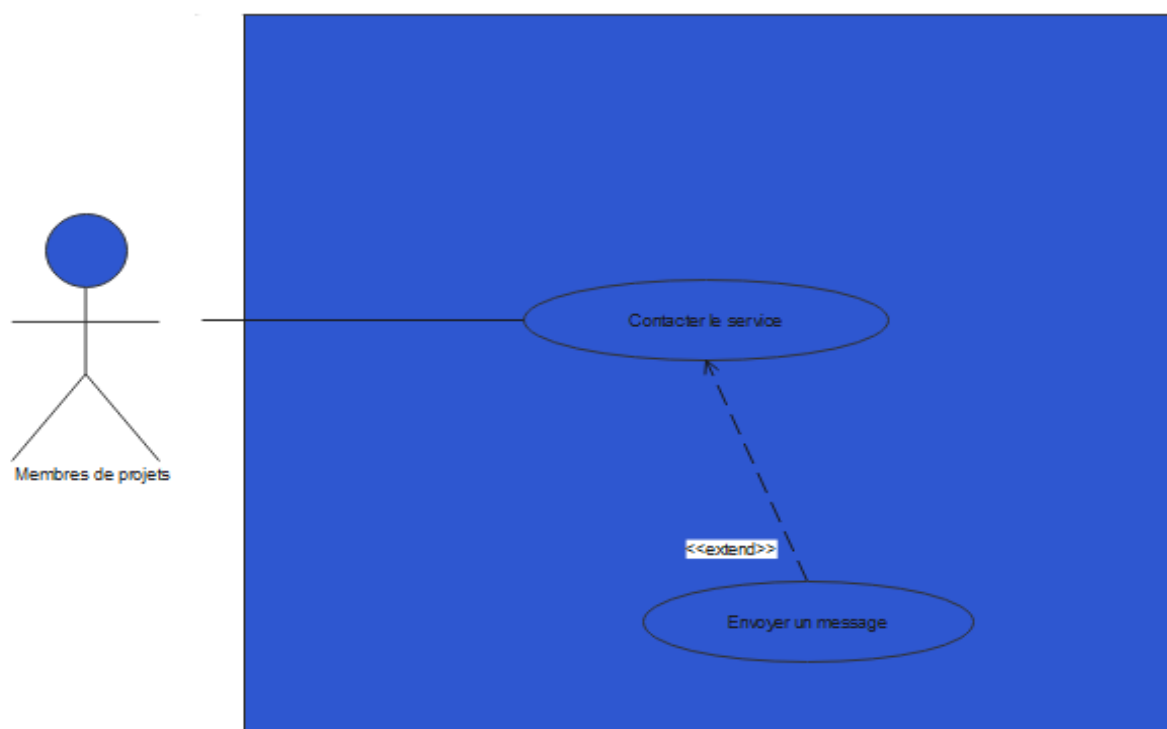 Contacter le service
Membres de projets
<<extend>>
Envoyer un message